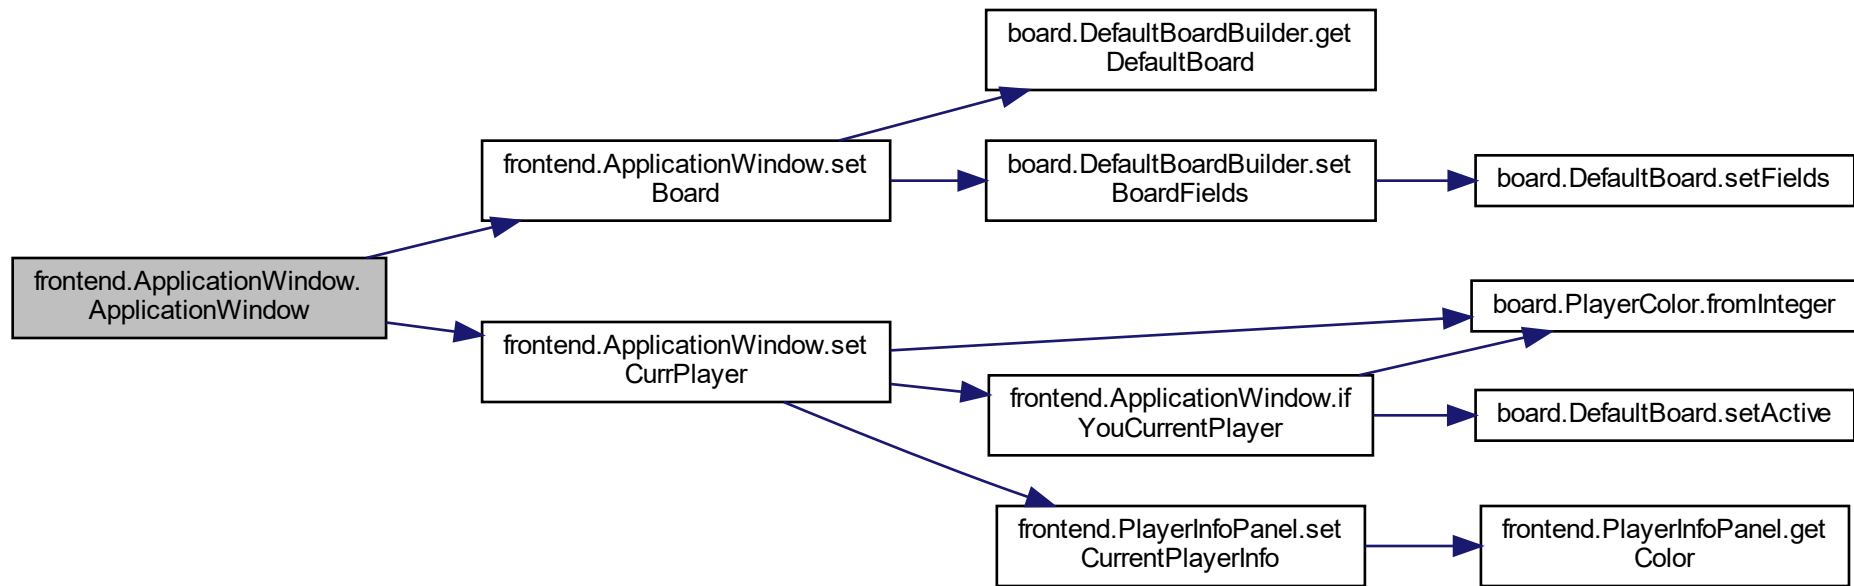 board.DefaultBoardBuilder.get
DefaultBoard
frontend.ApplicationWindow.set
Board
board.DefaultBoardBuilder.set
BoardFields
board.DefaultBoard.setFields
frontend.ApplicationWindow.
ApplicationWindow
frontend.ApplicationWindow.set
CurrPlayer
board.PlayerColor.fromInteger
frontend.ApplicationWindow.if
YouCurrentPlayer
board.DefaultBoard.setActive
frontend.PlayerInfoPanel.set
CurrentPlayerInfo
frontend.PlayerInfoPanel.get
Color